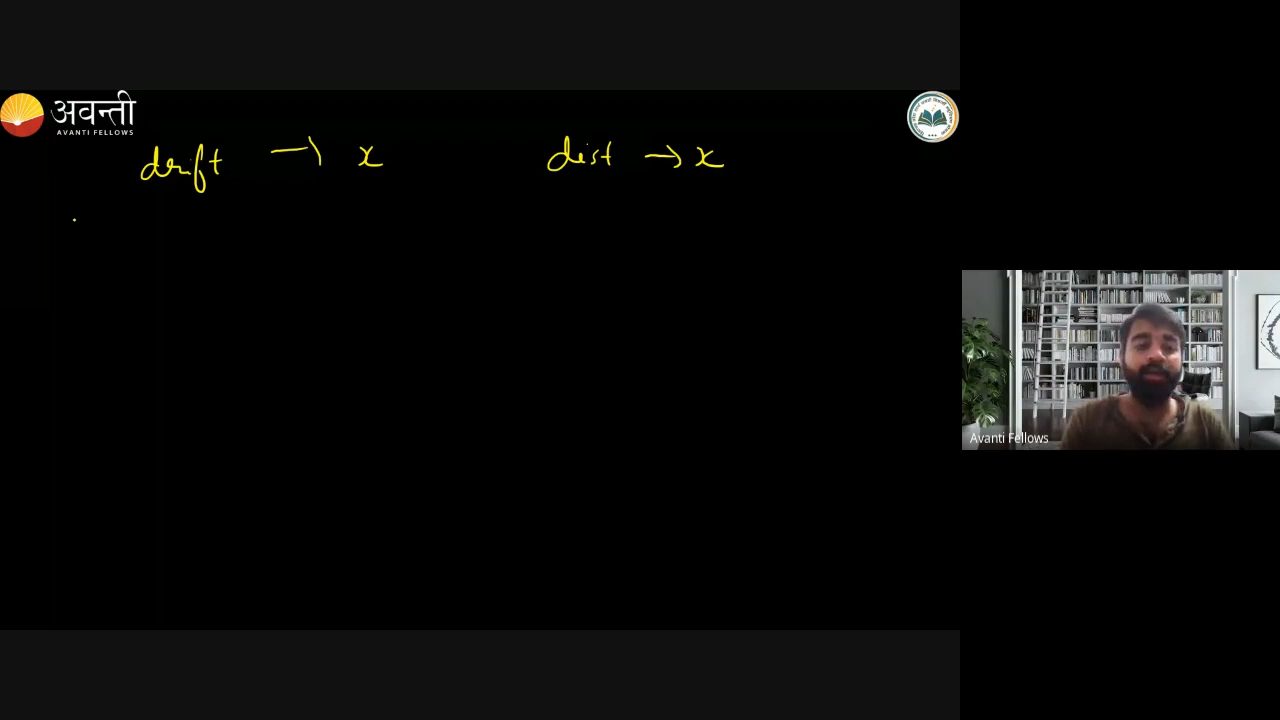 अवन्ती
AVANTI FELLOWS
drift → x dist → x
Avanti Fellows